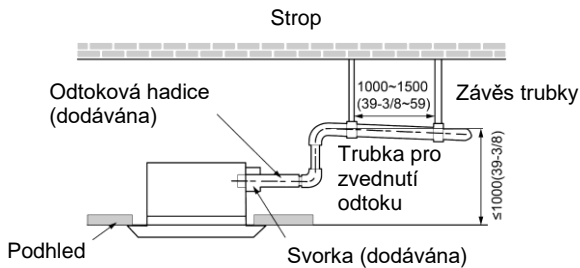 Strop
1000~1500
(39-3/8~59)
Závěs trubky
Odtoková hadice
(dodávána)
Trubka pro
zvednutí
odtoku
≤1000(39-3/8)
Podhled
Svorka (dodávána)